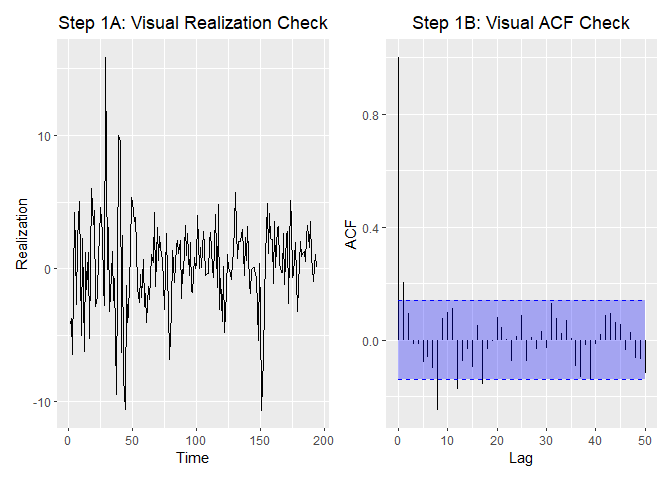 Step 1A: Visual Realization Check
Realization
10
0
-10
0
50
100
150
200
Time
Step 1B: Visual ACF Check
ACF
0.8
0.4
0.0
0
10
20
30
40
50
Lag